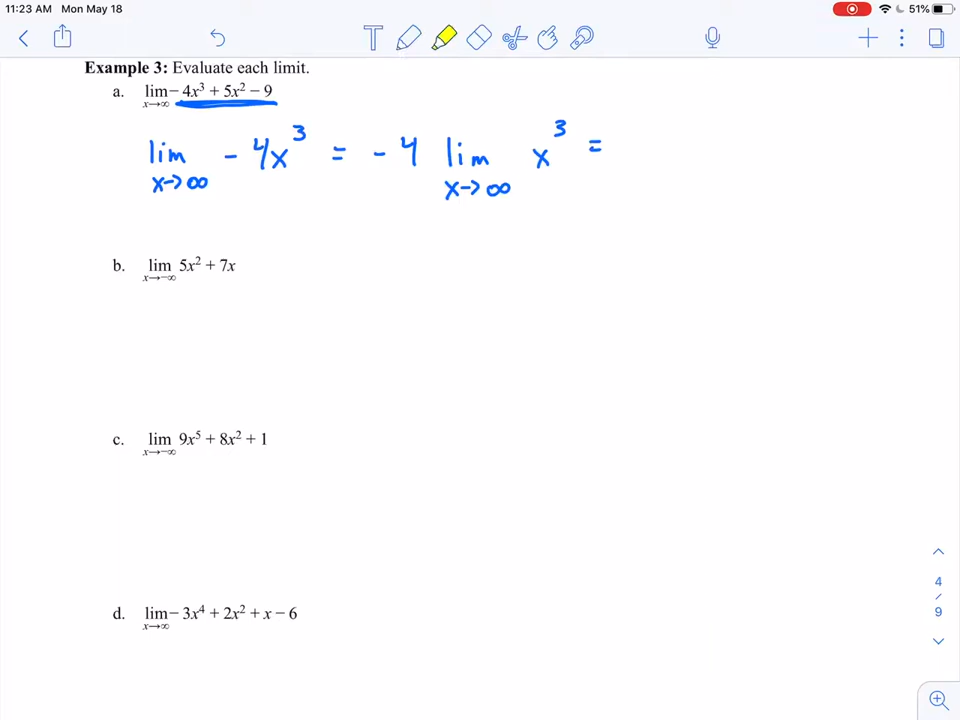 11:23 AM Mon May 18 51%
Example 3: Evaluate each limit.
a. lim x→∞ − 4x³ + 5x² − 9
lim x→∞ − 4x³ = − 4 lim x→∞ x³ =
b. lim x→−∞ 5x² + 7x
c. lim x→−∞ 9x⁵ + 8x² + 1
d. lim x→∞ − 3x⁴ + 2x² + x − 6
4
/
9